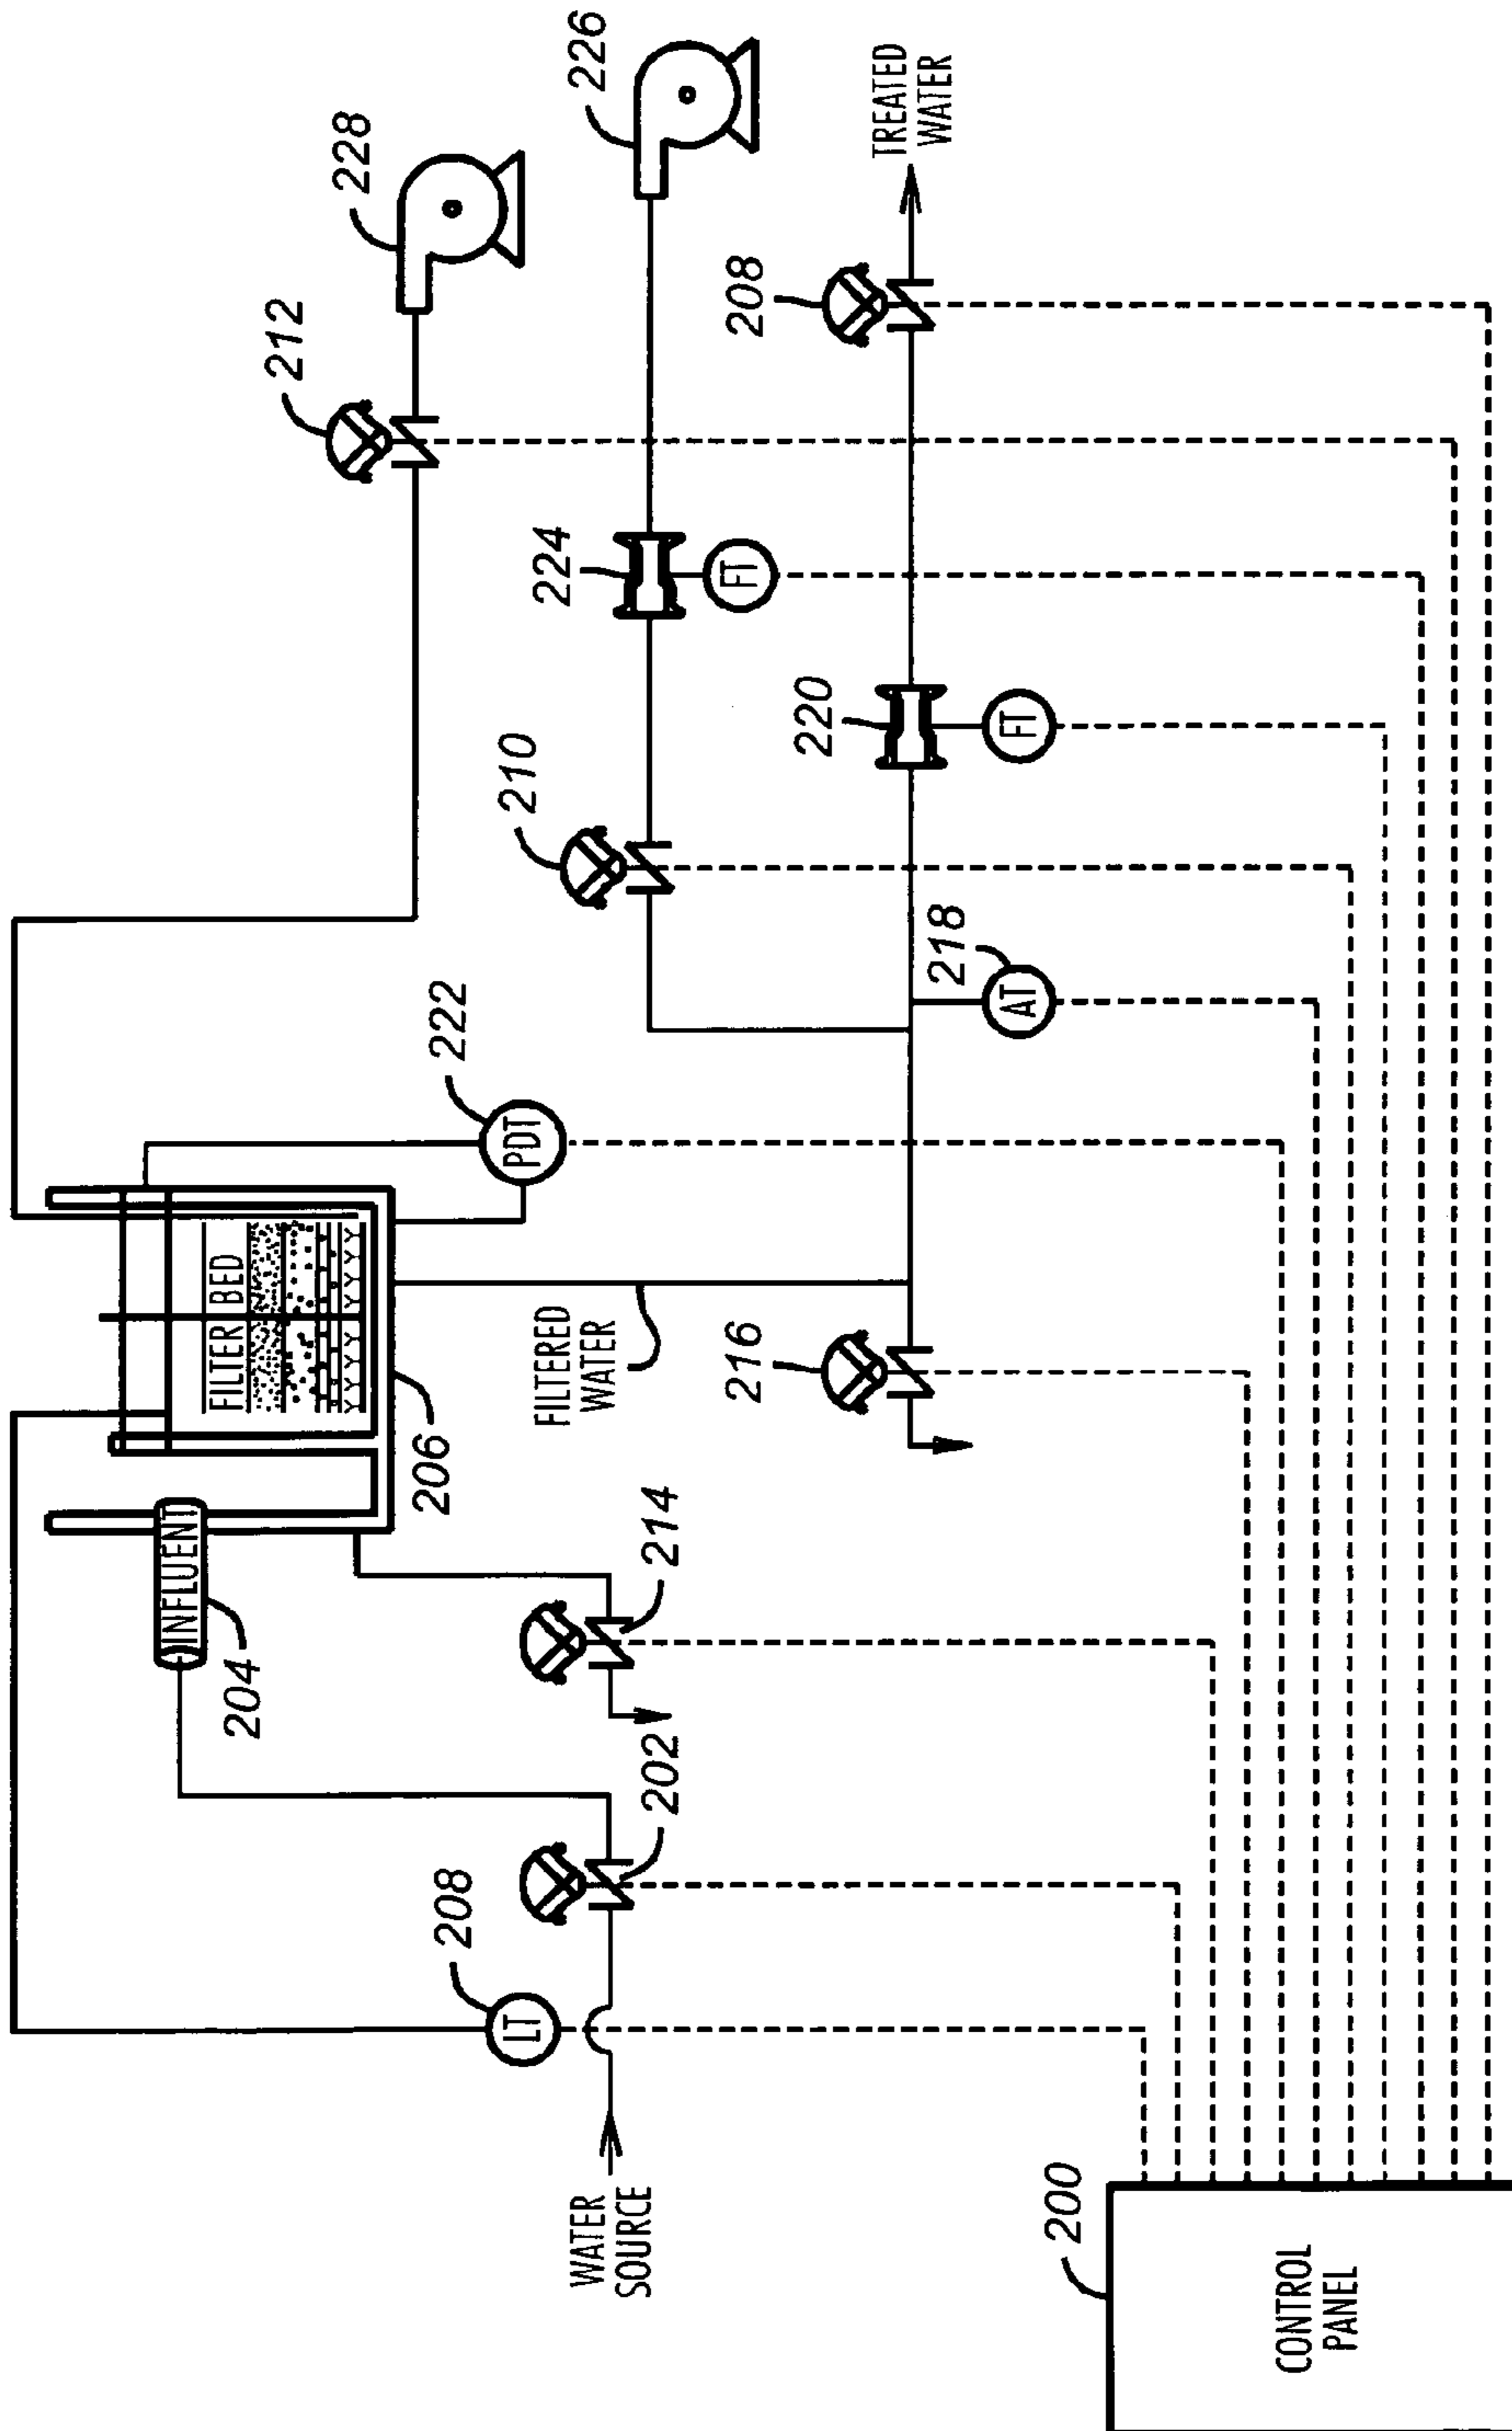 228
212
226
224
210
208
TREATED
WATER
220
FT
FT
218
AT
222
PDT
FILTER BED
206
FILTERED
WATER
216
INFLUENT
204
214
202
208
LT
WATER
SOURCE
200
CONTROL
PANEL